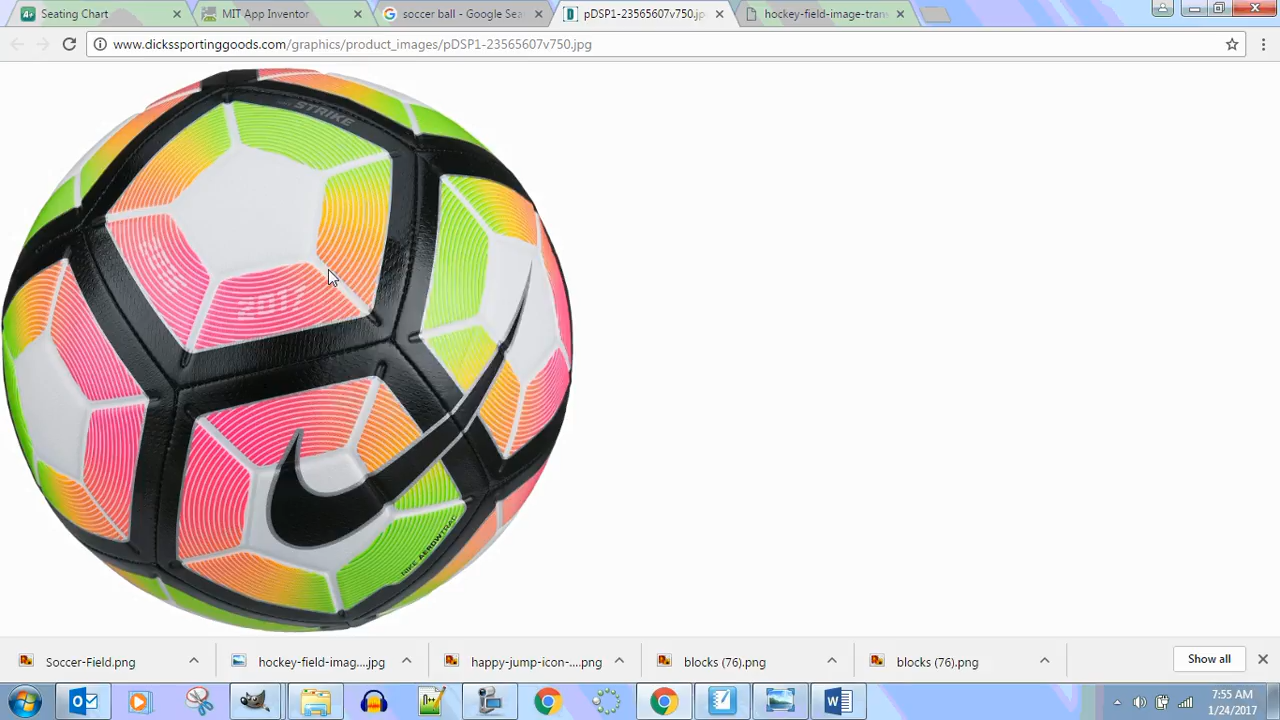 Seating Chart
MIT App Inventor
soccer ball - Google Sea
pDSP1-23565607v750.jp
hockey-field-image-tran
www.dickssportinggoods.com/graphics/product_images/pDSP1-23565607v750.jpg
STRIKE
2017
NIKE AEROWTRAC
Soccer-Field.png
hockey-field-imag....jpg
happy-jump-icon-....png
blocks (76).png
blocks (76).png
Show all
7:55 AM
1/24/2017